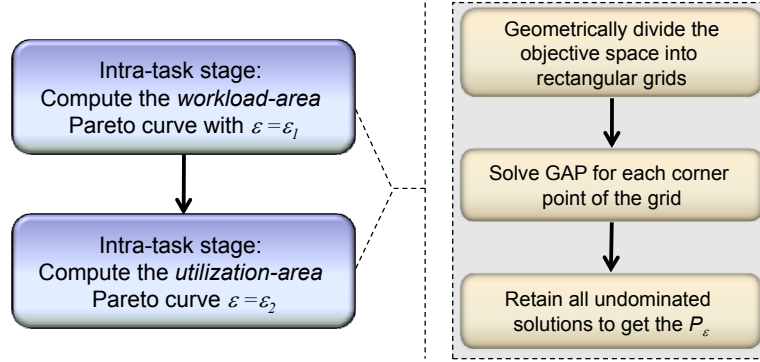 Intra-task stage:
Compute the workload-area
Pareto curve with ε = ε1
Intra-task stage:
Compute the utilization-area
Pareto curve ε = ε2
Geometrically divide the
objective space into
rectangular grids
Solve GAP for each corner
point of the grid
Retain all undominated
solutions to get the Pε